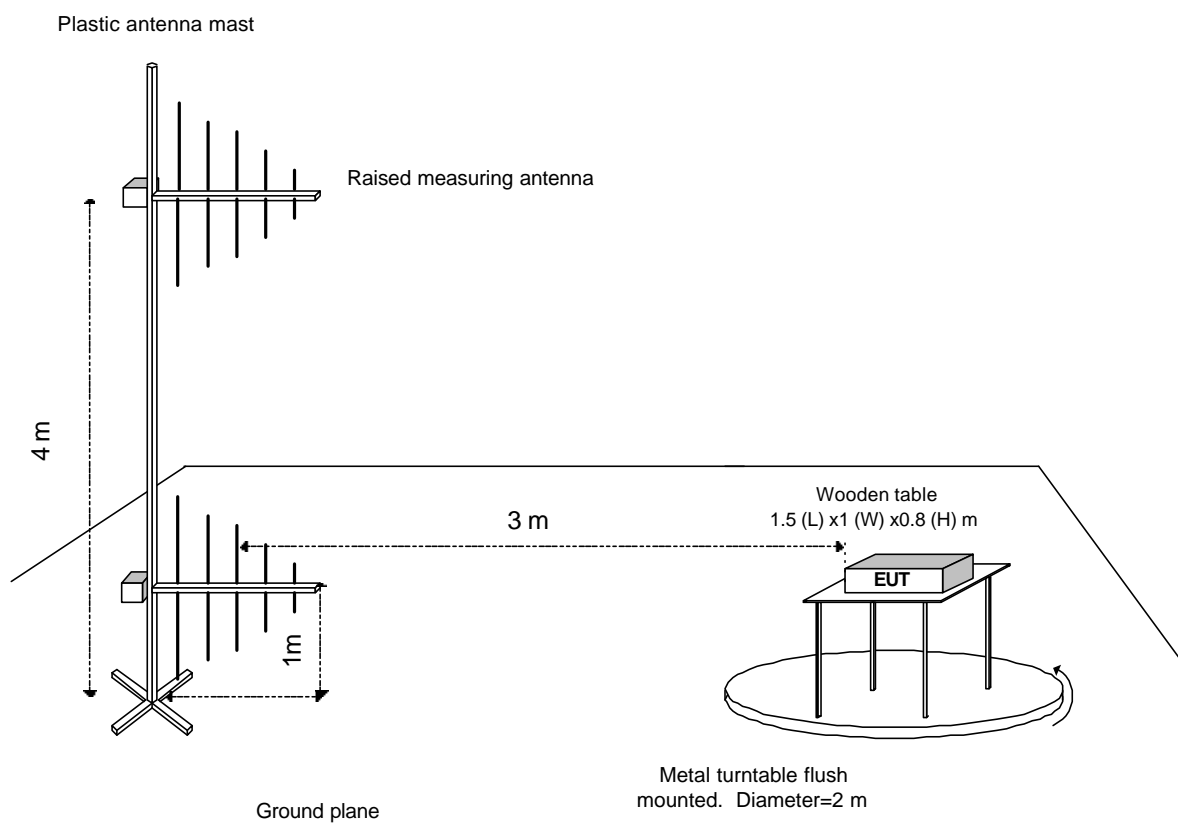 Plastic antenna mast
Raised measuring antenna
4 m
Wooden table
1.5 (L) x1 (W) x0.8 (H) m
3 m
EUT
1m
Metal turntable flush
mounted. Diameter=2 m
Ground plane